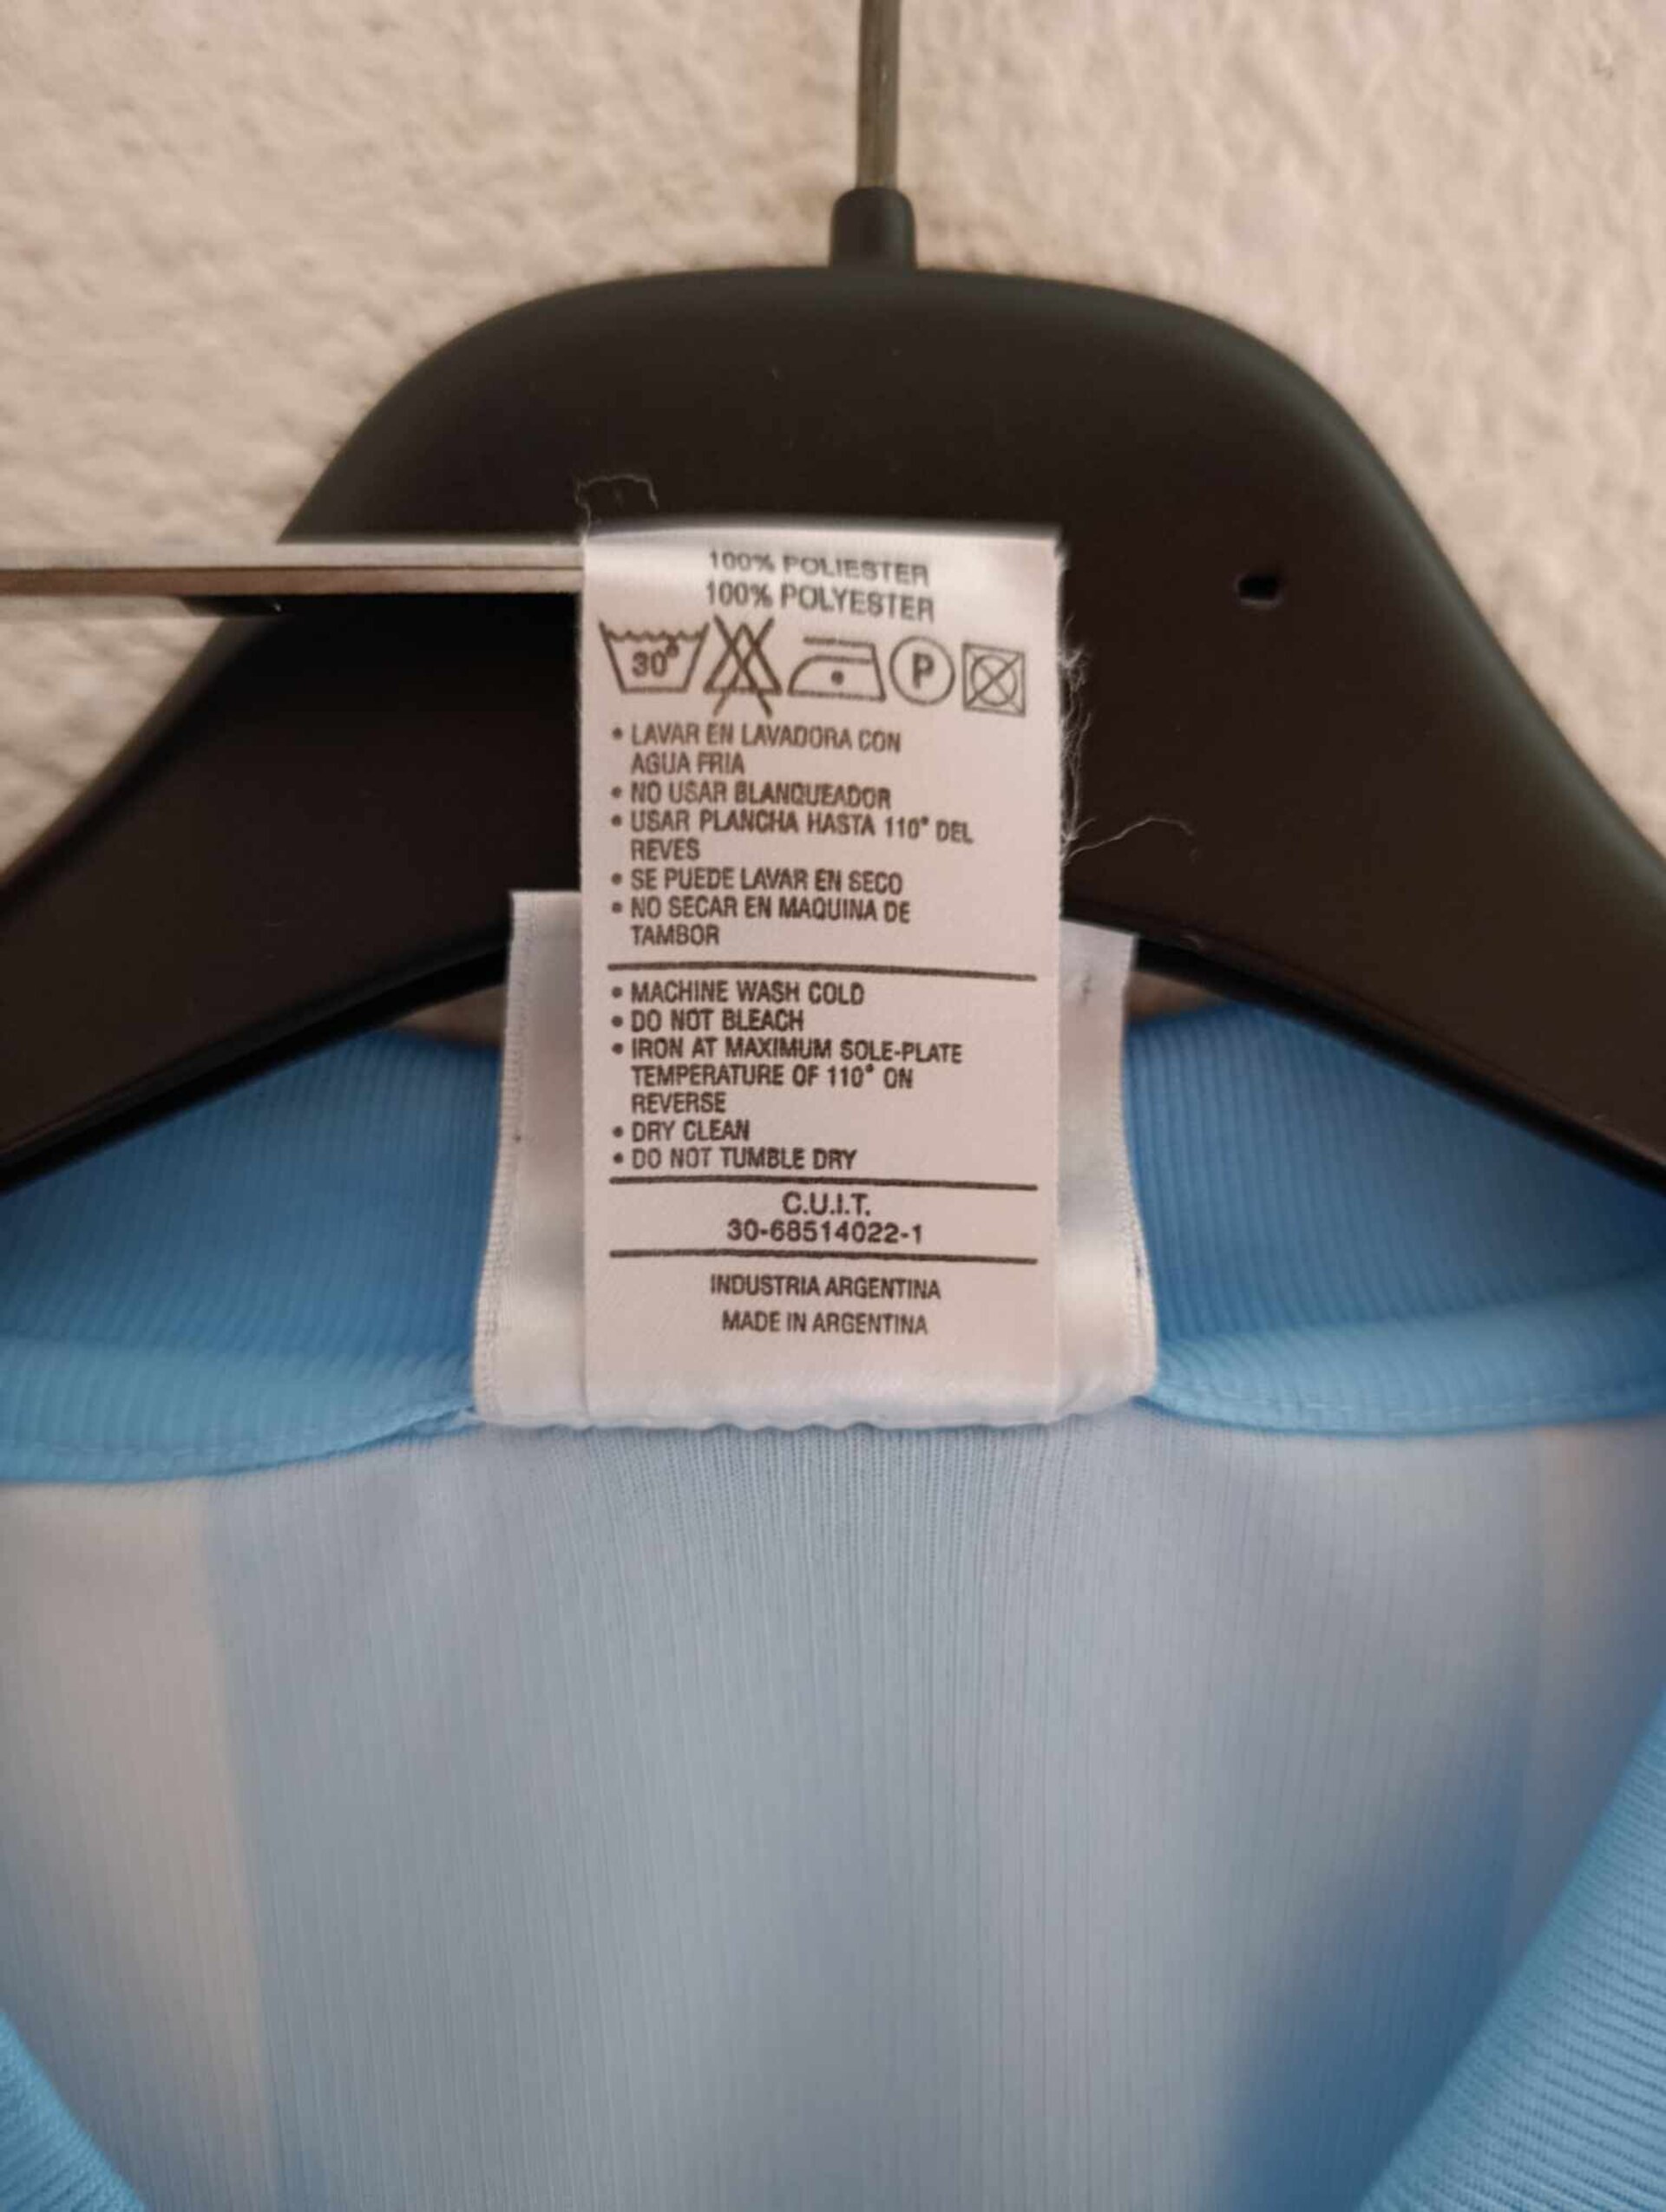 100% POLIESTER
100% POLYESTER
30° P
• LAVAR EN LAVADORA CON
AGUA FRIA
• NO USAR BLANQUEADOR
• USAR PLANCHA HASTA 110° DEL
REVES
• SE PUEDE LAVAR EN SECO
• NO SECAR EN MAQUINA DE
TAMBOR
• MACHINE WASH COLD
• DO NOT BLEACH
• IRON AT MAXIMUM SOLE-PLATE
TEMPERATURE OF 110° ON
REVERSE
• DRY CLEAN
• DO NOT TUMBLE DRY
C.U.I.T.
30-68514022-1
INDUSTRIA ARGENTINA
MADE IN ARGENTINA